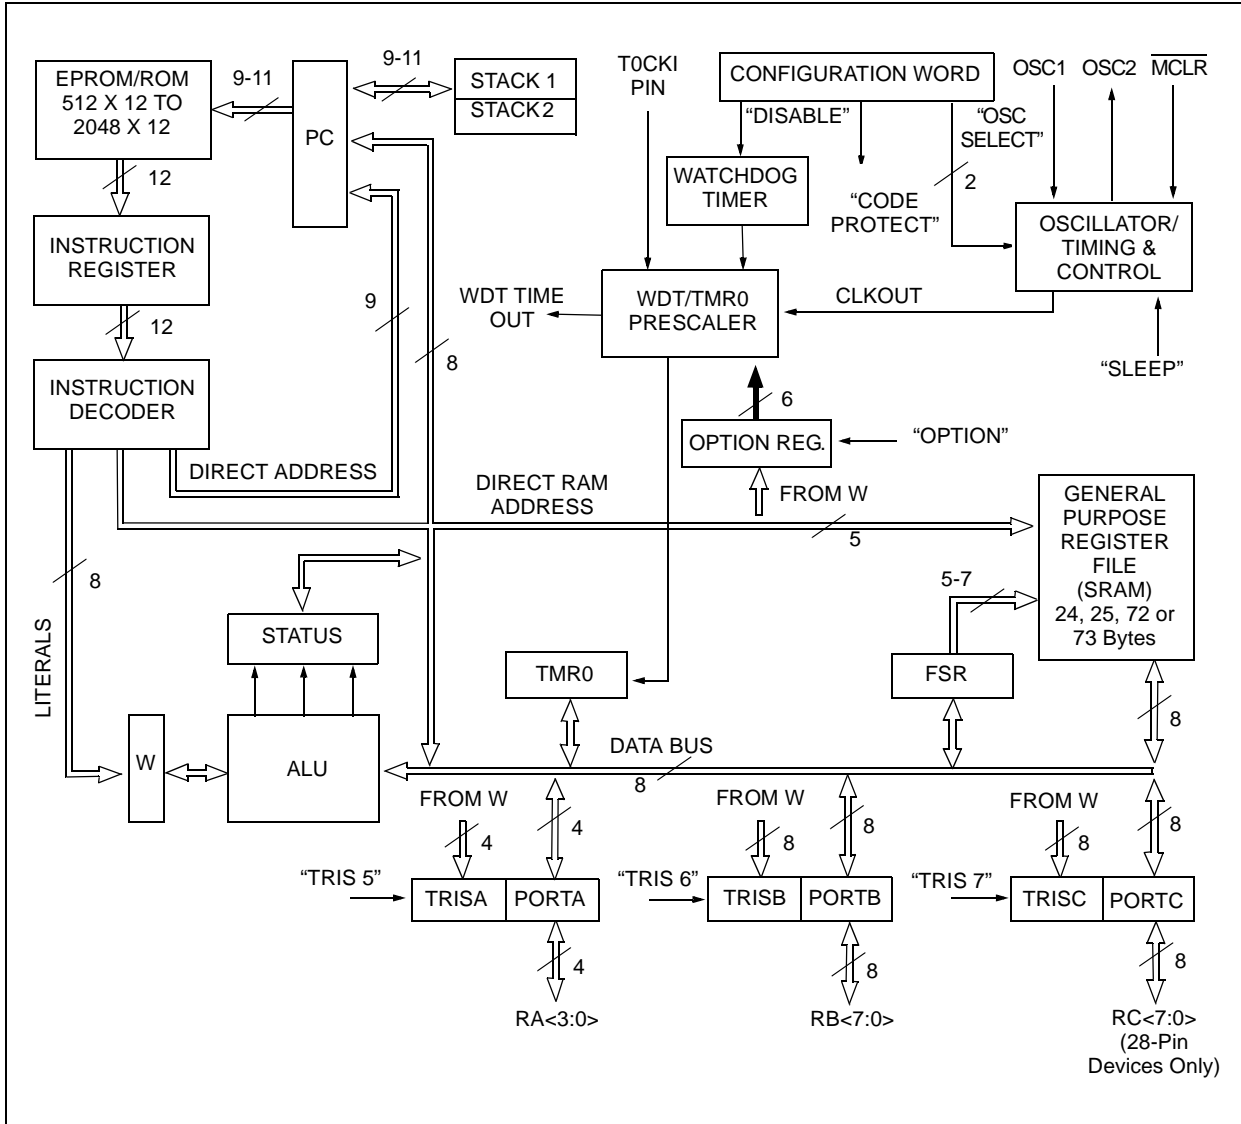 EPROM/ROM
512 X 12 TO
2048 X 12
9-11
PC
9-11
STACK 1
STACK 2
T0CKI
PIN
CONFIGURATION WORD
OSC1
OSC2
MCLR
“DISABLE”
“OSC
SELECT”
12
WATCHDOG
TIMER
“CODE
PROTECT”
2
INSTRUCTION
REGISTER
OSCILLATOR/
TIMING &
CONTROL
12
9
8
WDT TIME
OUT
WDT/TMR0
PRESCALER
CLKOUT
“SLEEP”
INSTRUCTION
DECODER
6
OPTION REG.
“OPTION”
DIRECT ADDRESS
DIRECT RAM
ADDRESS
FROM W
5
GENERAL
PURPOSE
REGISTER
FILE
(SRAM)
24, 25, 72 or
73 Bytes
8
LITERALS
STATUS
5-7
TMR0
FSR
8
W
ALU
DATA BUS
8
FROM W
4
4
FROM W
8
8
FROM W
8
8
“TRIS 5”
TRISA
PORTA
“TRIS 6”
TRISB
PORTB
“TRIS 7”
TRISC
PORTC
4
8
8
RA<3:0>
RB<7:0>
RC<7:0>
(28-Pin
Devices Only)